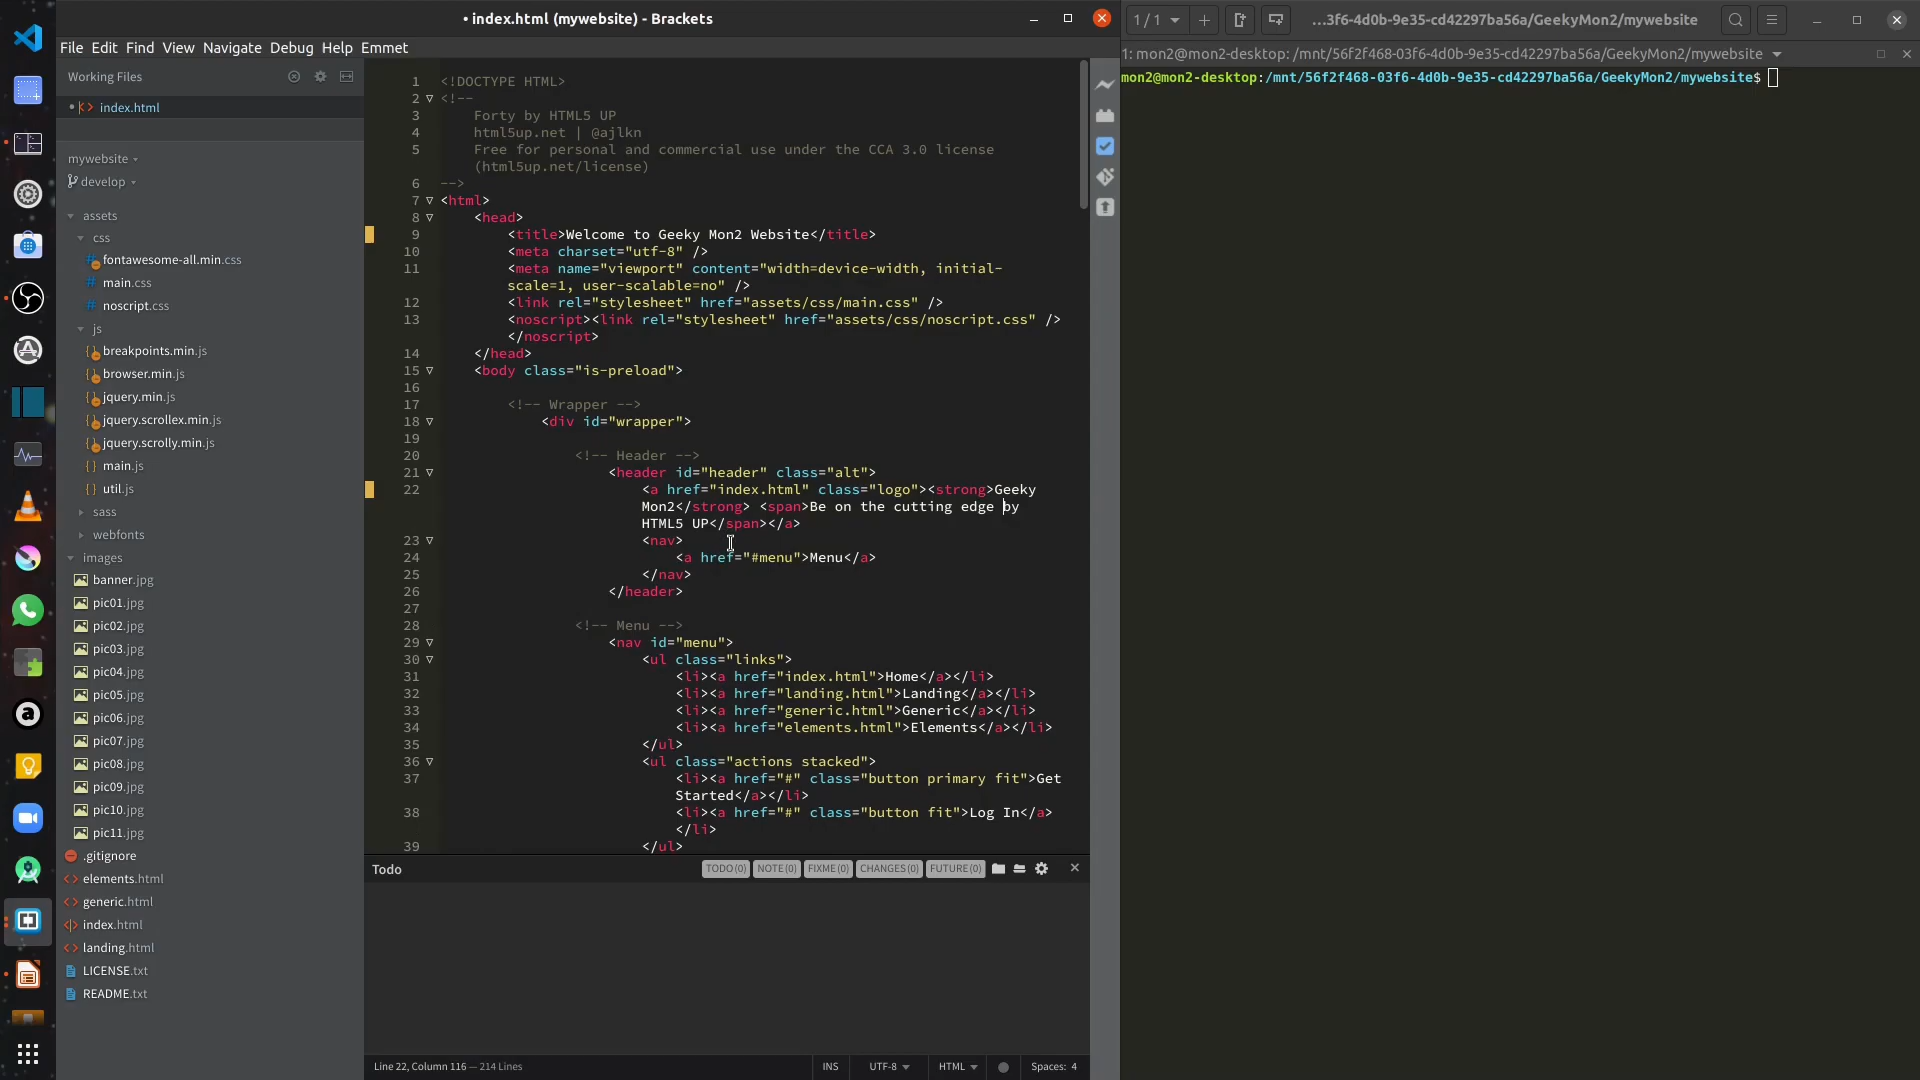 • index.html (mywebsite) - Brackets
File Edit Find View Navigate Debug Help Emmet
Working Files
• <> index.html
mywebsite
develop
assets
css
fontawesome-all.min.css
main.css
noscript.css
js
breakpoints.min.js
browser.min.js
jquery.min.js
jquery.scrollex.min.js
jquery.scrolly.min.js
main.js
util.js
sass
webfonts
images
banner.jpg
pic01.jpg
pic02.jpg
pic03.jpg
pic04.jpg
pic05.jpg
pic06.jpg
pic07.jpg
pic08.jpg
pic09.jpg
pic10.jpg
pic11.jpg
.gitignore
elements.html
generic.html
index.html
landing.html
LICENSE.txt
README.txt
1 <!DOCTYPE HTML>
2 <!--
3 Forty by HTML5 UP
4 html5up.net | @ajlkn
5 Free for personal and commercial use under the CCA 3.0 license
(html5up.net/license)
6 -->
7 <html>
8 <head>
9 <title>Welcome to Geeky Mon2 Website</title>
10 <meta charset="utf-8" />
11 <meta name="viewport" content="width=device-width, initial-
scale=1, user-scalable=no" />
12 <link rel="stylesheet" href="assets/css/main.css" />
13 <noscript><link rel="stylesheet" href="assets/css/noscript.css" />
</noscript>
14 </head>
15 <body class="is-preload">
16
17 <!-- Wrapper -->
18 <div id="wrapper">
19
20 <!-- Header -->
21 <header id="header" class="alt">
22 <a href="index.html" class="logo"><strong>Geeky
Mon2</strong> <span>Be on the cutting edge by
HTML5 UP</span></a>
23 <nav>
24 <a href="#menu">Menu</a>
25 </nav>
26 </header>
27
28 <!-- Menu -->
29 <nav id="menu">
30 <ul class="links">
31 <li><a href="index.html">Home</a></li>
32 <li><a href="landing.html">Landing</a></li>
33 <li><a href="generic.html">Generic</a></li>
34 <li><a href="elements.html">Elements</a></li>
35 </ul>
36 <ul class="actions stacked">
37 <li><a href="#" class="button primary fit">Get
Started</a></li>
38 <li><a href="#" class="button fit">Log In</a>
</li>
39 </ul>
Todo TODO(0) NOTE(0) FIXME(0) CHANGES(0) FUTURE(0)
Line 22, Column 116 — 214 Lines INS UTF-8 HTML Spaces: 4
1 / 1 ...3f6-4d0b-9e35-cd42297ba56a/GeekyMon2/mywebsite
1: mon2@mon2-desktop: /mnt/56f2f468-03f6-4d0b-9e35-cd42297ba56a/GeekyMon2/mywebsite
mon2@mon2-desktop:/mnt/56f2f468-03f6-4d0b-9e35-cd42297ba56a/GeekyMon2/mywebsite$